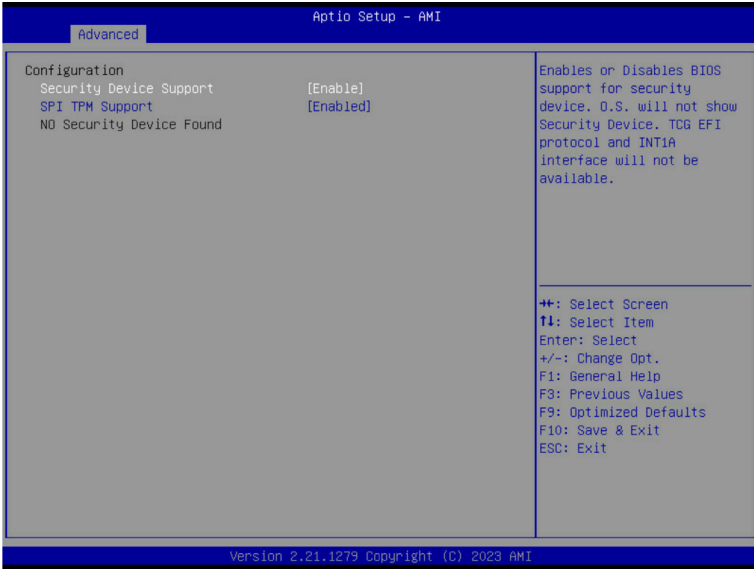 Aptio Setup – AMI
Advanced
Configuration
Security Device Support [Enable]
SPI TPM Support [Enabled]
NO Security Device Found
Enables or Disables BIOS
support for security
device. O.S. will not show
Security Device. TCG EFI
protocol and INT1A
interface will not be
available.
→←: Select Screen
↑↓: Select Item
Enter: Select
+/-: Change Opt.
F1: General Help
F3: Previous Values
F9: Optimized Defaults
F10: Save & Exit
ESC: Exit
Version 2.21.1279 Copyright (C) 2023 AMI